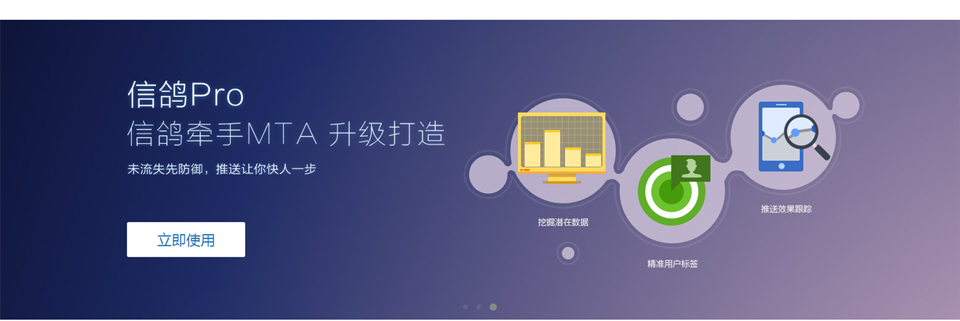 信鸽Pro
信鸽牵手MTA 升级打造
未流失先防御，推送让你快人一步
立即使用
挖掘潜在数据
精准用户标签
推送效果跟踪